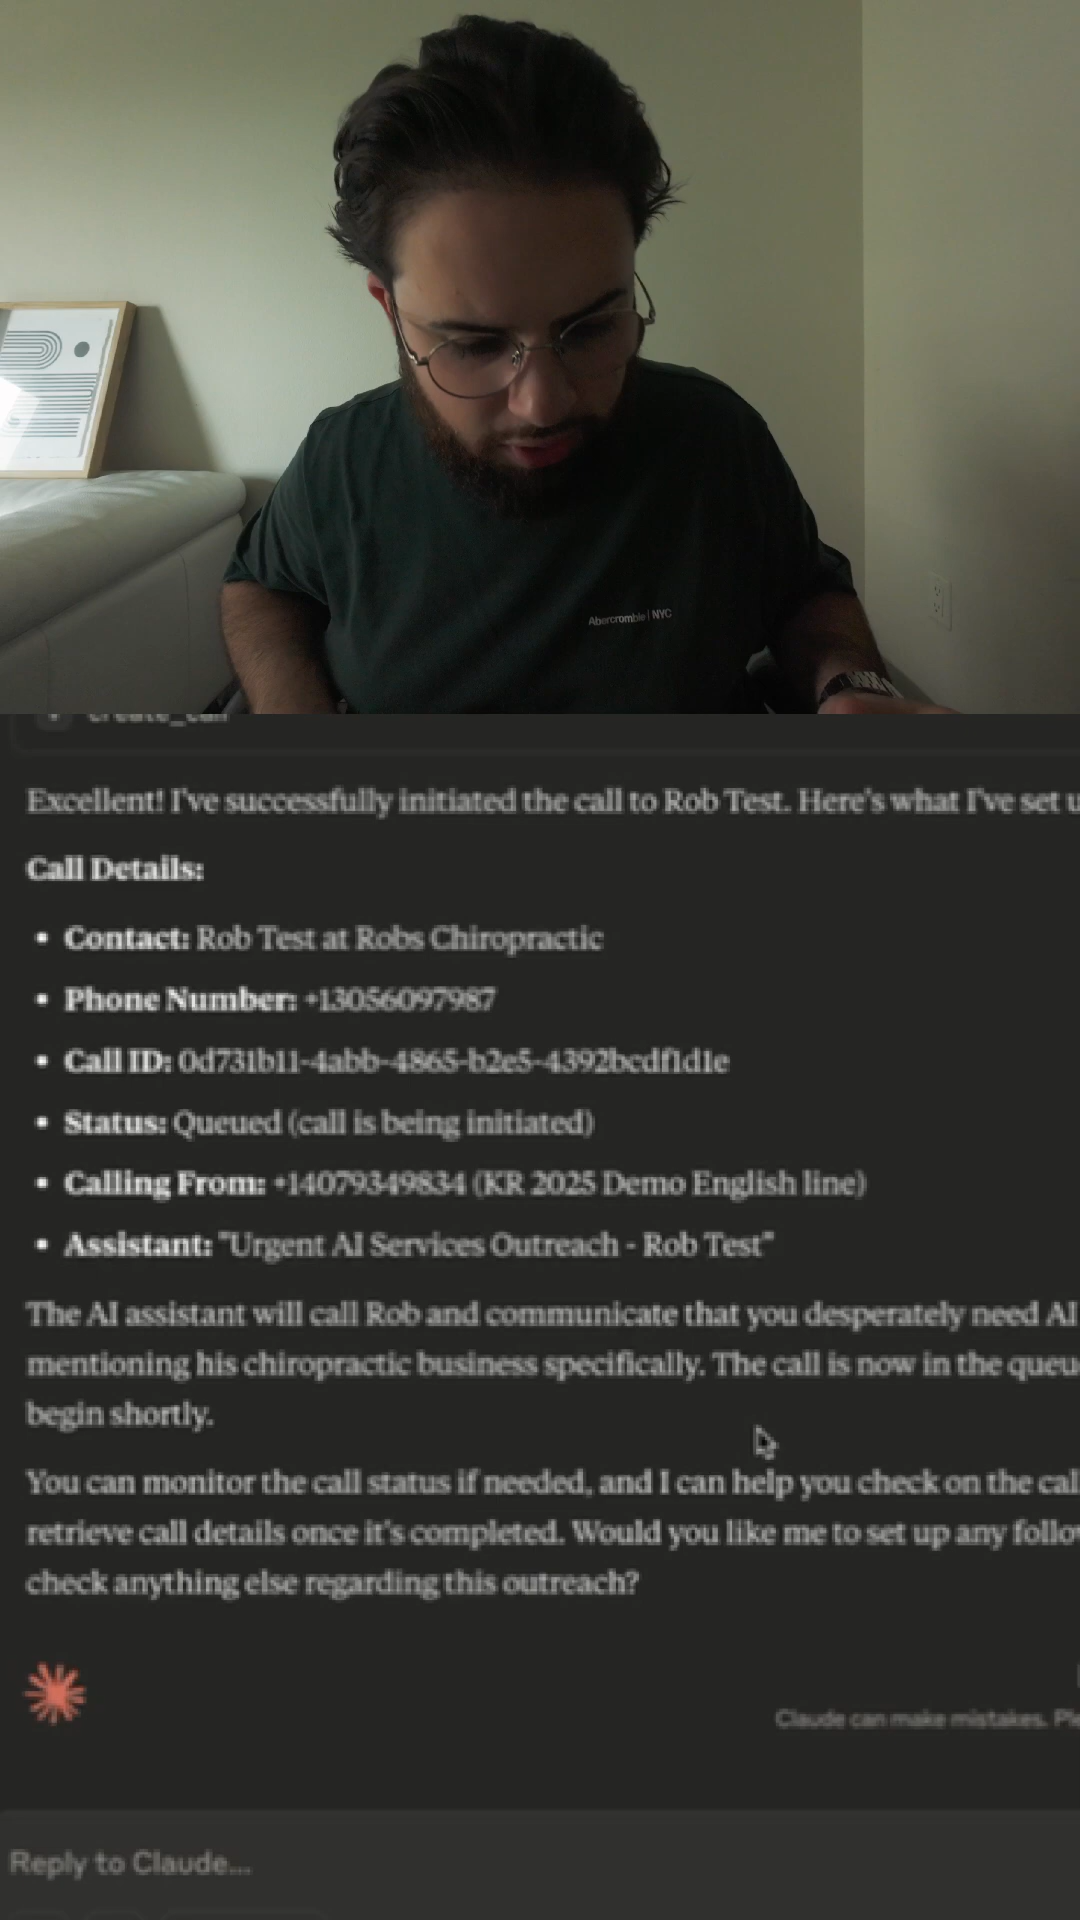 Abercrombie | NYC
create_call
Excellent! I've successfully initiated the call to Rob Test. Here's what I've set u
Call Details:
• Contact: Rob Test at Robs Chiropractic
• Phone Number: +13056097987
• Call ID: 0d731b11-4abb-4865-b2e5-4392bcdf1d1e
• Status: Queued (call is being initiated)
• Calling From: +14079349834 (KR 2025 Demo English line)
• Assistant: "Urgent AI Services Outreach - Rob Test"
The AI assistant will call Rob and communicate that you desperately need AI
mentioning his chiropractic business specifically. The call is now in the queu
begin shortly.
You can monitor the call status if needed, and I can help you check on the call
retrieve call details once it's completed. Would you like me to set up any follow
check anything else regarding this outreach?
Claude can make mistakes. Ple
Reply to Claude...